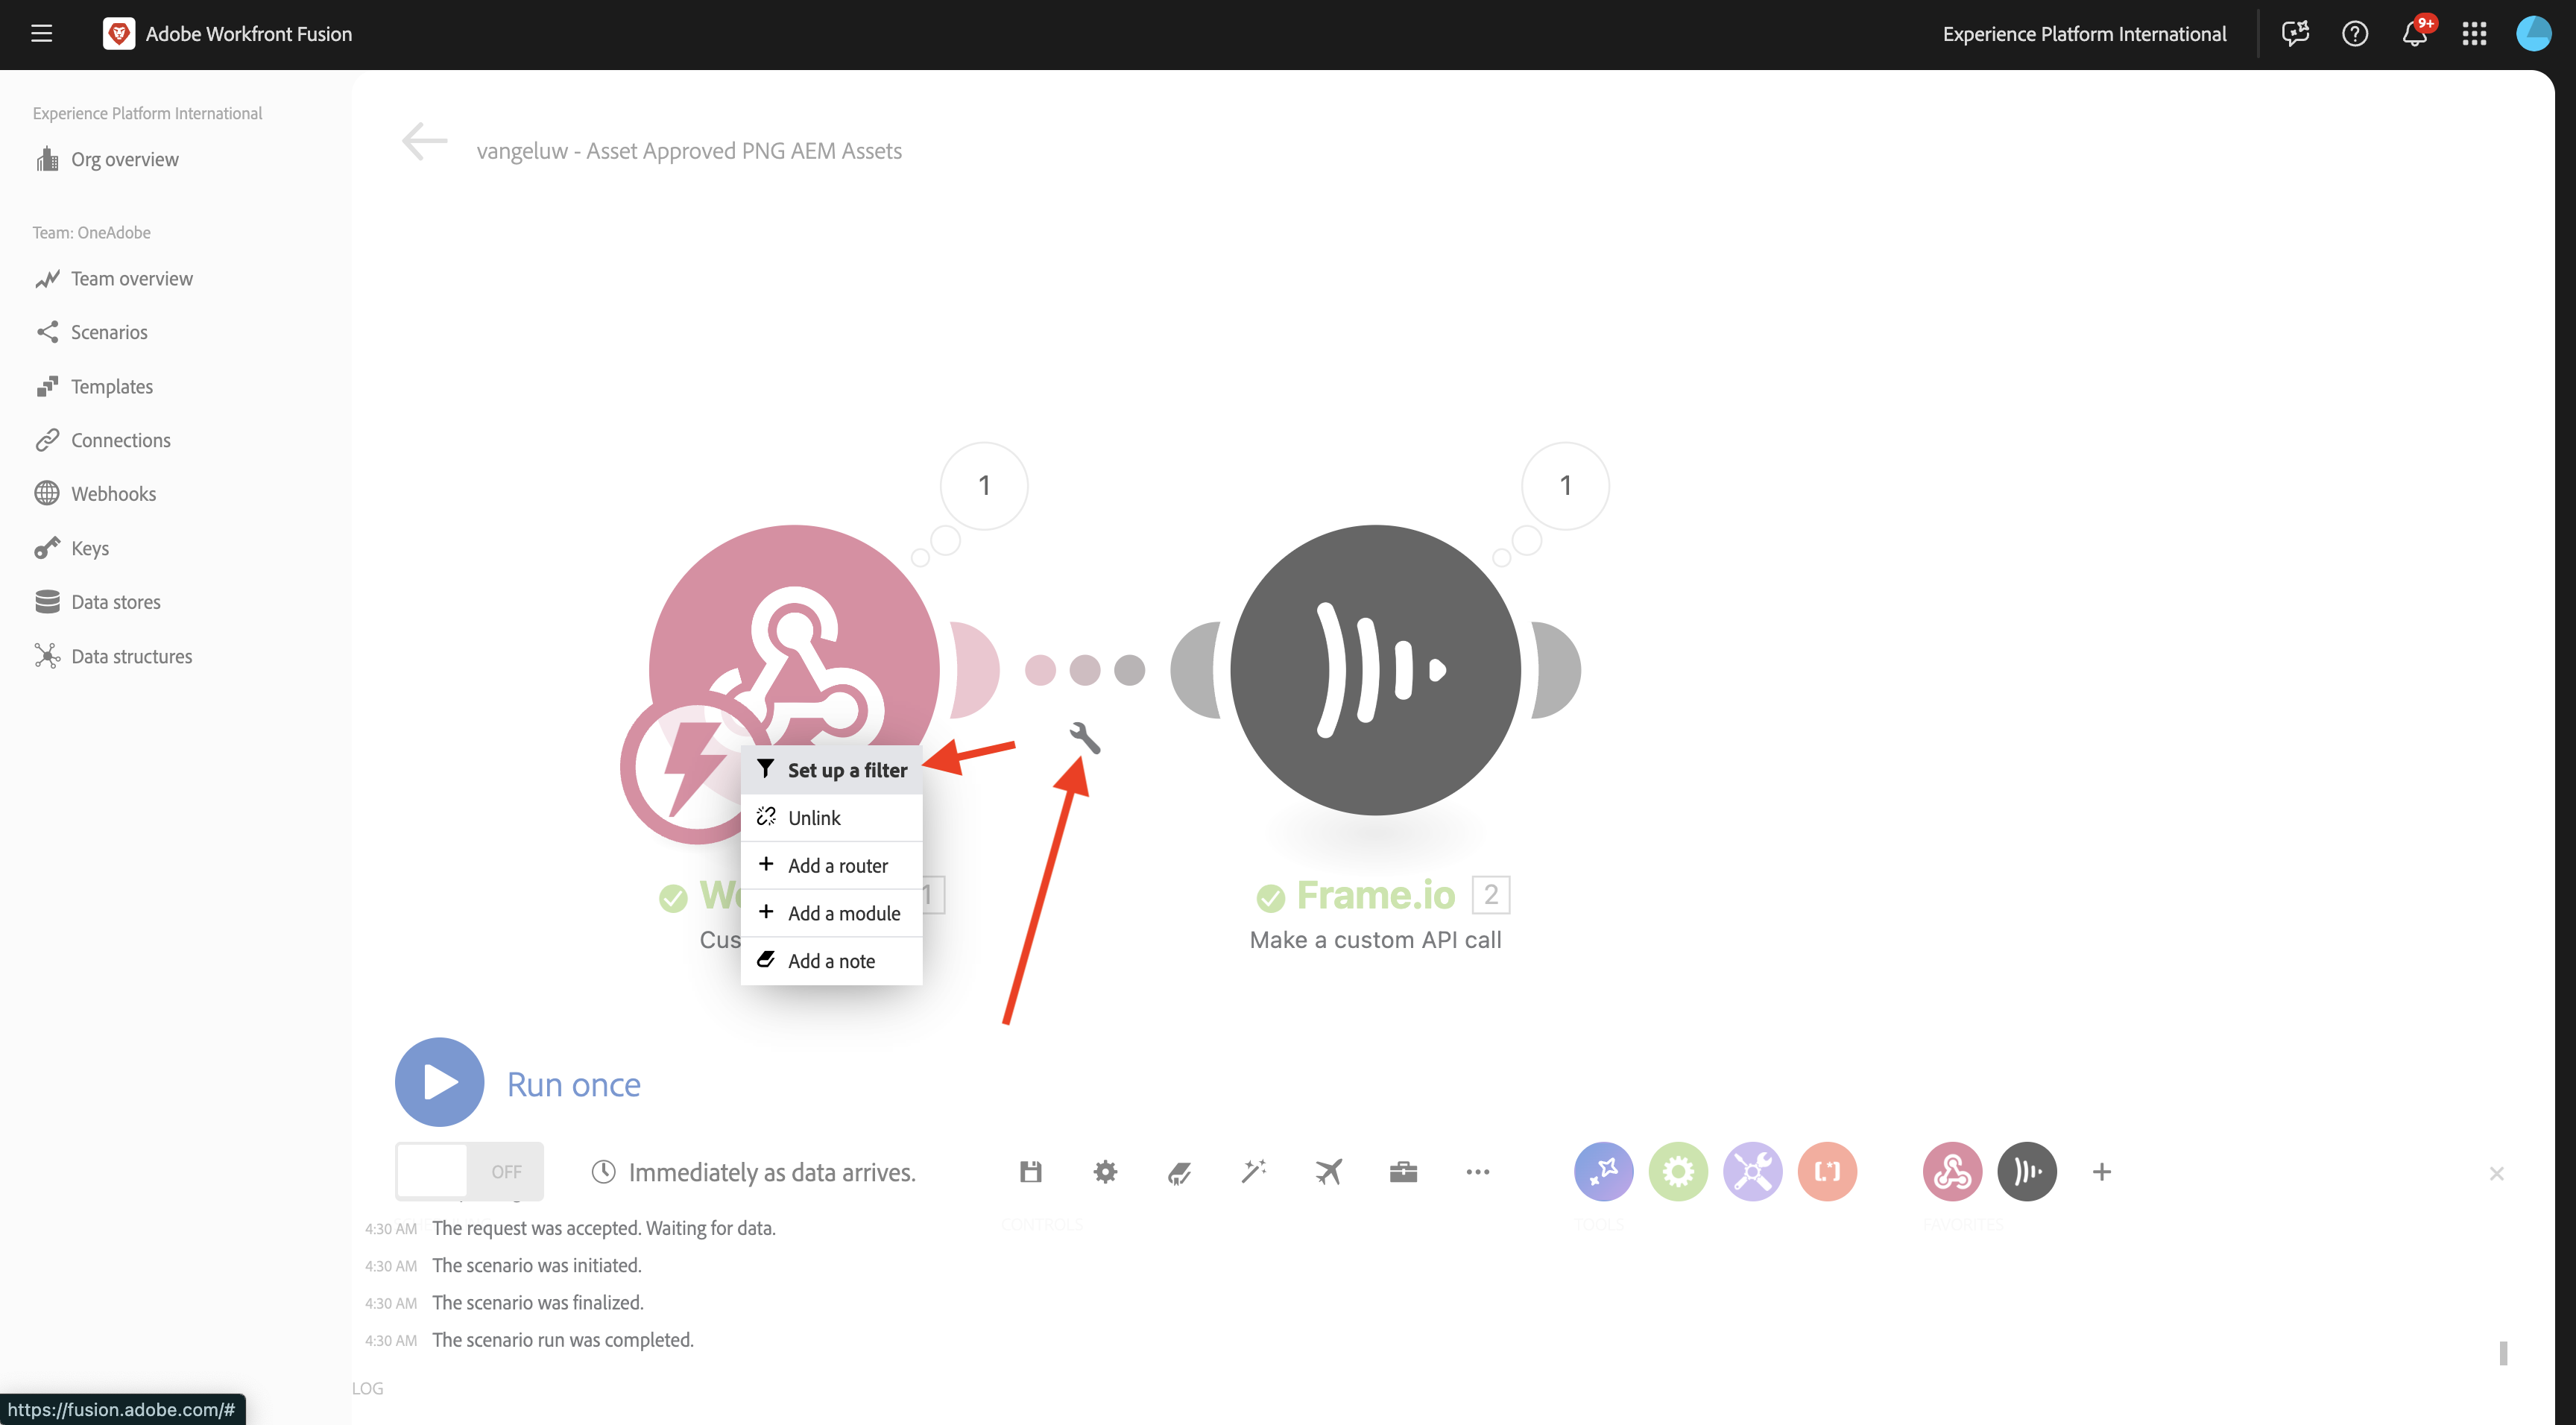 Adobe Workfront Fusion
Experience Platform International
9+
Experience Platform International
Org overview
Team: OneAdobe
Team overview
Scenarios
Templates
Connections
Webhooks
Keys
Data stores
Data structures
vangeluw - Asset Approved PNG AEM Assets
1
1
Set up a filter
Unlink
Add a router
Add a module
Add a note
We
1
Cus
Frame.io 2
Make a custom API call
Run once
OFF
Immediately as data arrives.
CONTROLS
TOOLS
FAVORITES
4:30 AM The request was accepted. Waiting for data.
4:30 AM The scenario was initiated.
4:30 AM The scenario was finalized.
4:30 AM The scenario run was completed.
LOG
https://fusion.adobe.com/#